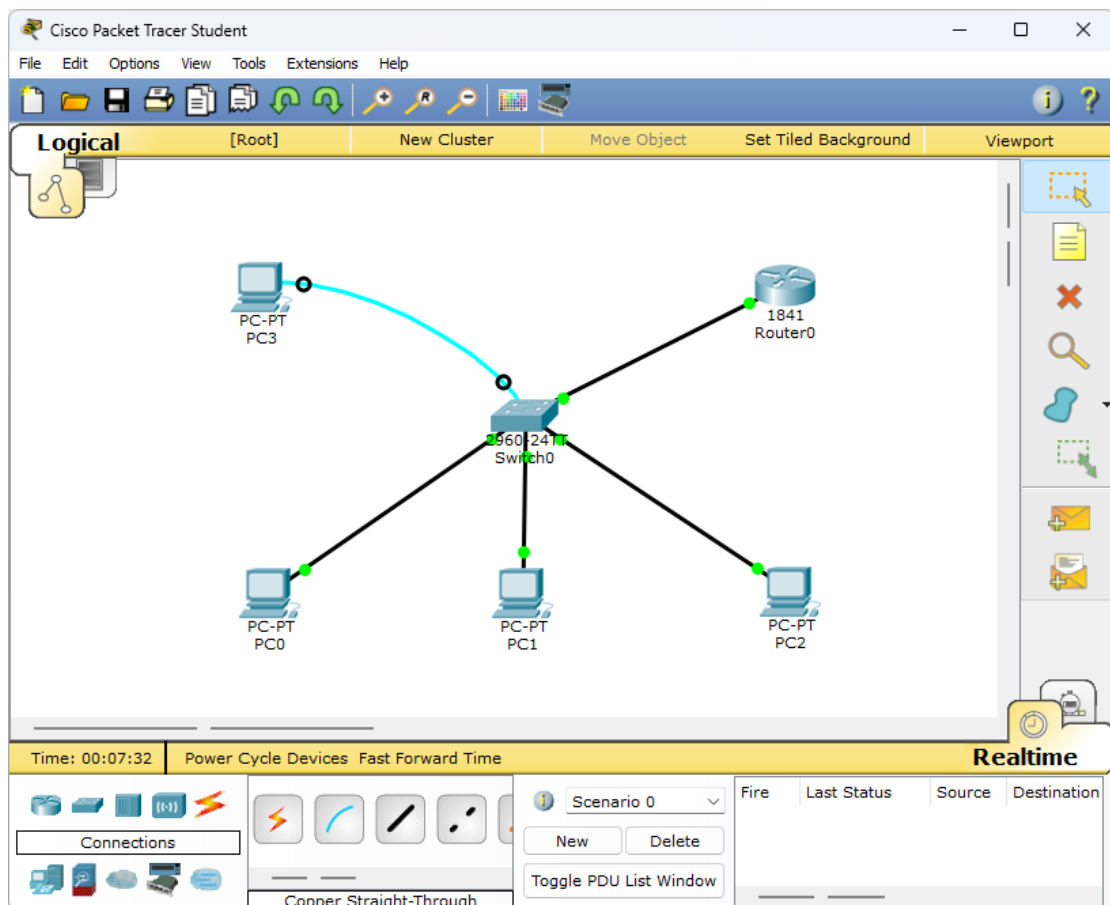 Cisco Packet Tracer Student
File Edit Options View Tools Extensions Help
Logical [Root] New Cluster Move Object Set Tiled Background Viewport
PC-PT
PC3
1841
Router0
2960-24TT
Switch0
PC-PT
PC0
PC-PT
PC1
PC-PT
PC2
Time: 00:07:32 Power Cycle Devices Fast Forward Time Realtime
Connections
Copper Straight-Through
Scenario 0
New Delete
Toggle PDU List Window
Fire Last Status Source Destination